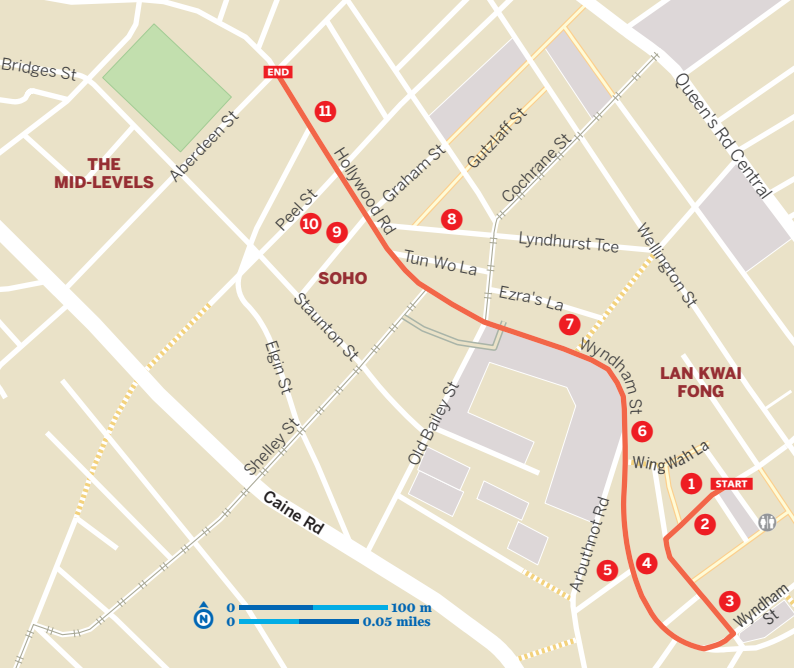 Bridges St
END
11
Aberdeen St
THE
MID-LEVELS
Hollywood Rd
Graham St
Gutzlaff St
Cochrane St
Queen's Rd Central
Peel St
10
9
8
Lyndhurst Tce
Wellington St
SOHO
Tun Wo La
Ezra's La
Staunton St
7
Wyndham St
Elgin St
LAN KWAI
FONG
Old Bailey St
6
Shelley St
Wing Wah La
1
START
Caine Rd
2
Arbuthnot Rd
5
4
3
Wyndham
St
N
0 100 m
0 0.05 miles